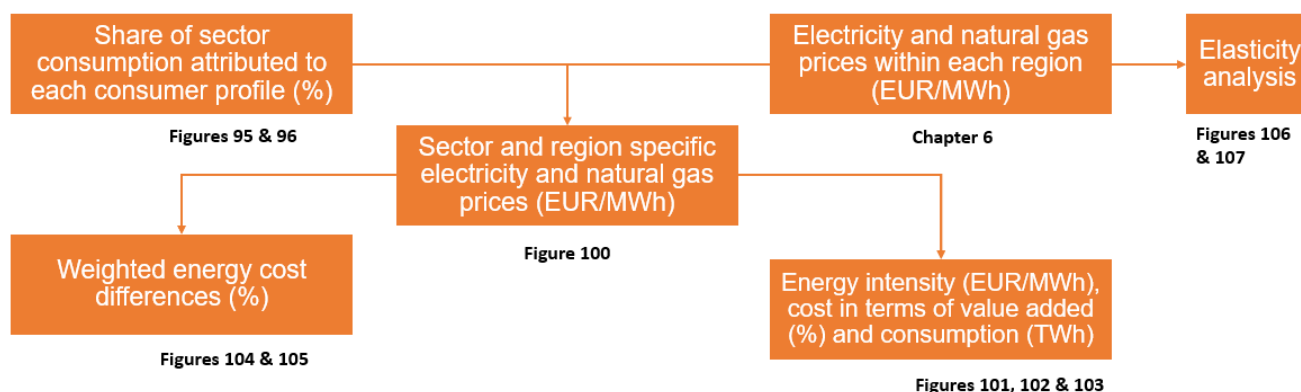 Share of sector
consumption attributed to
each consumer profile (%)
Figures 95 & 96
Electricity and natural gas
prices within each region
(EUR/MWh)
Chapter 6
Elasticity
analysis
Figures 106
& 107
Sector and region specific
electricity and natural gas
prices (EUR/MWh)
Figure 100
Weighted energy cost
differences (%)
Figures 104 & 105
Energy intensity (EUR/MWh),
cost in terms of value added
(%) and consumption (TWh)
Figures 101, 102 & 103